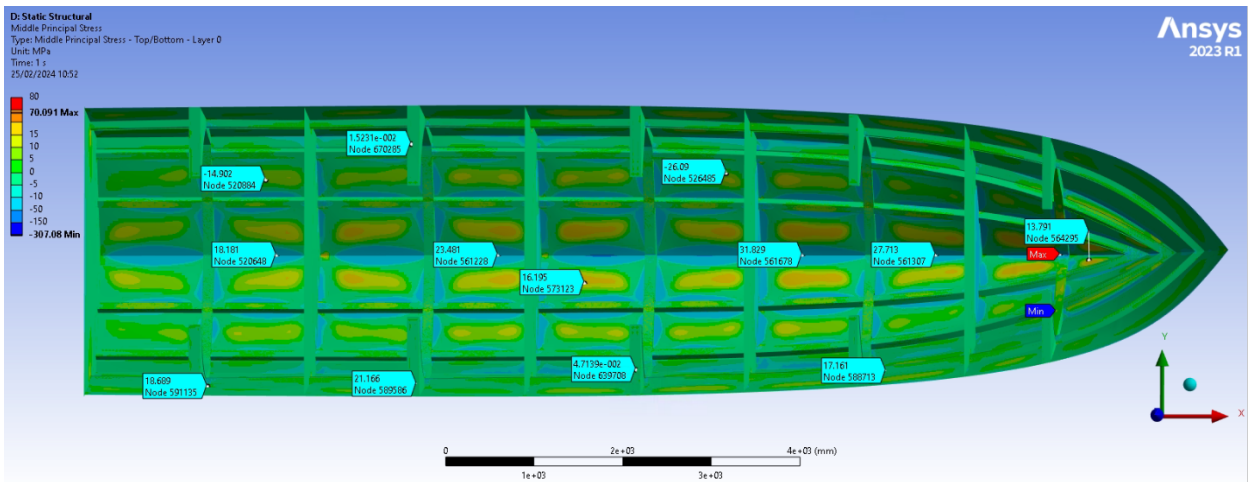 D: Static Structural
Middle Principal Stress
Type: Middle Principal Stress - Top/Bottom - Layer 0
Unit: MPa
Time: 1 s
25/02/2024 10:52
Ansys
2023 R1
80
70.091 Max
15
10
5
0
-5
-10
-50
-150
-307.08 Min
1.5231e-002
Node 670285
-14.902
Node 520884
-26.09
Node 526485
13.791
Node 564295
18.181
Node 520648
23.481
Node 561228
31.829
Node 561678
27.713
Node 561307
Max
16.195
Node 573123
Min
18.689
Node 591135
21.166
Node 589586
4.7139e-002
Node 639708
17.161
Node 588713
Y
X
0
2e+03
4e+03 (mm)
1e+03
3e+03